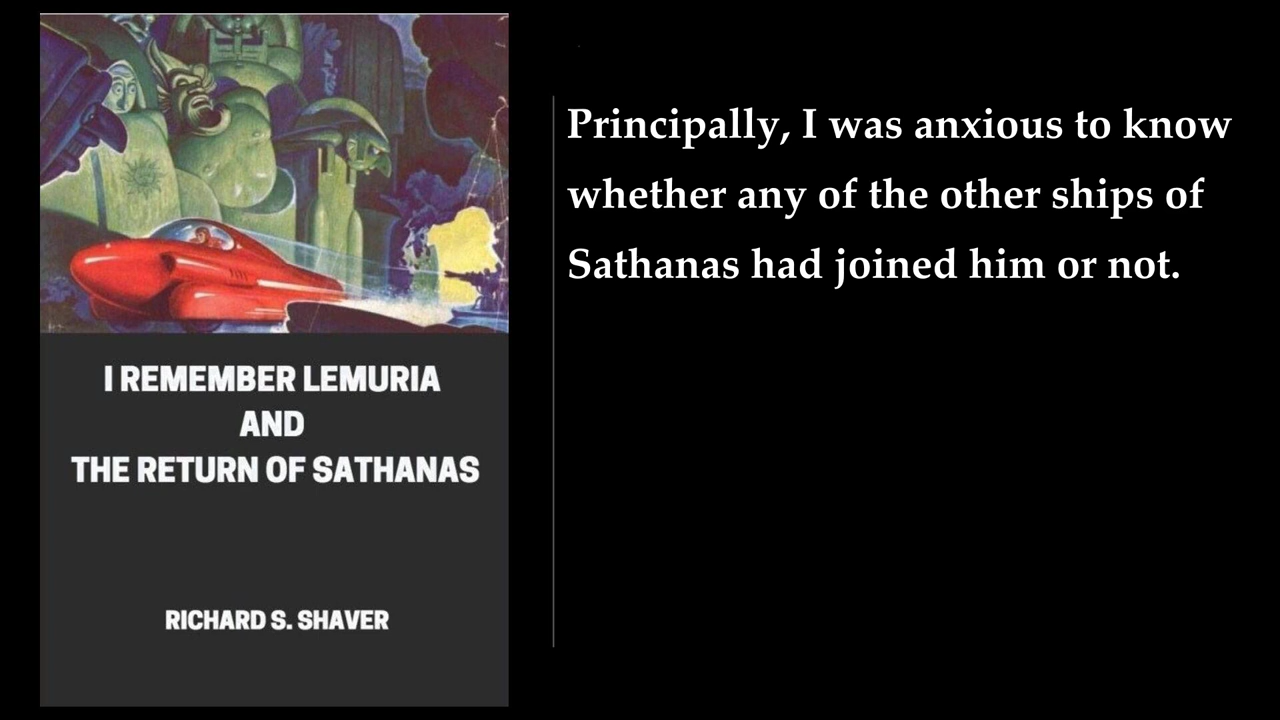 I REMEMBER LEMURIA
AND
THE RETURN OF SATHANAS
RICHARD S. SHAVER
Principally, I was anxious to know
whether any of the other ships of
Sathanas had joined him or not.